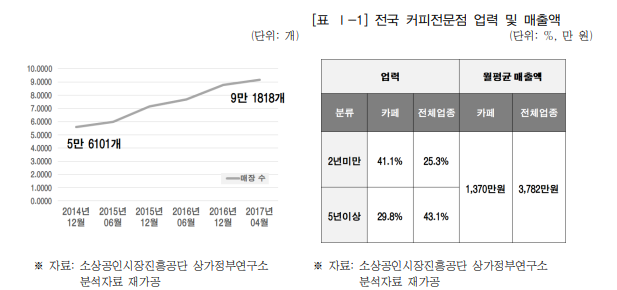 [표 Ⅰ-1] 전국 커피전문점 업력 및 매출액
(단위: 개)
(단위: %, 만 원)
10.0000
9.0000
8.0000
7.0000
6.0000
5.0000
4.0000
3.0000
2.0000
1.0000
0.0000
9만 1818개
5만 6101개
매장 수
2014년 2015년 2015년 2016년 2016년 2017년
12월 06월 12월 06월 12월 04월
업력 월평균 매출액
분류 카페 전체업종 카페 전체업종
2년미만 41.1% 25.3%
1,370만원 3,782만원
5년이상 29.8% 43.1%
※ 자료: 소상공인시장진흥공단 상가정부연구소
분석자료 재가공
※ 자료: 소상공인시장진흥공단 상가정부연구소
분석자료 재가공